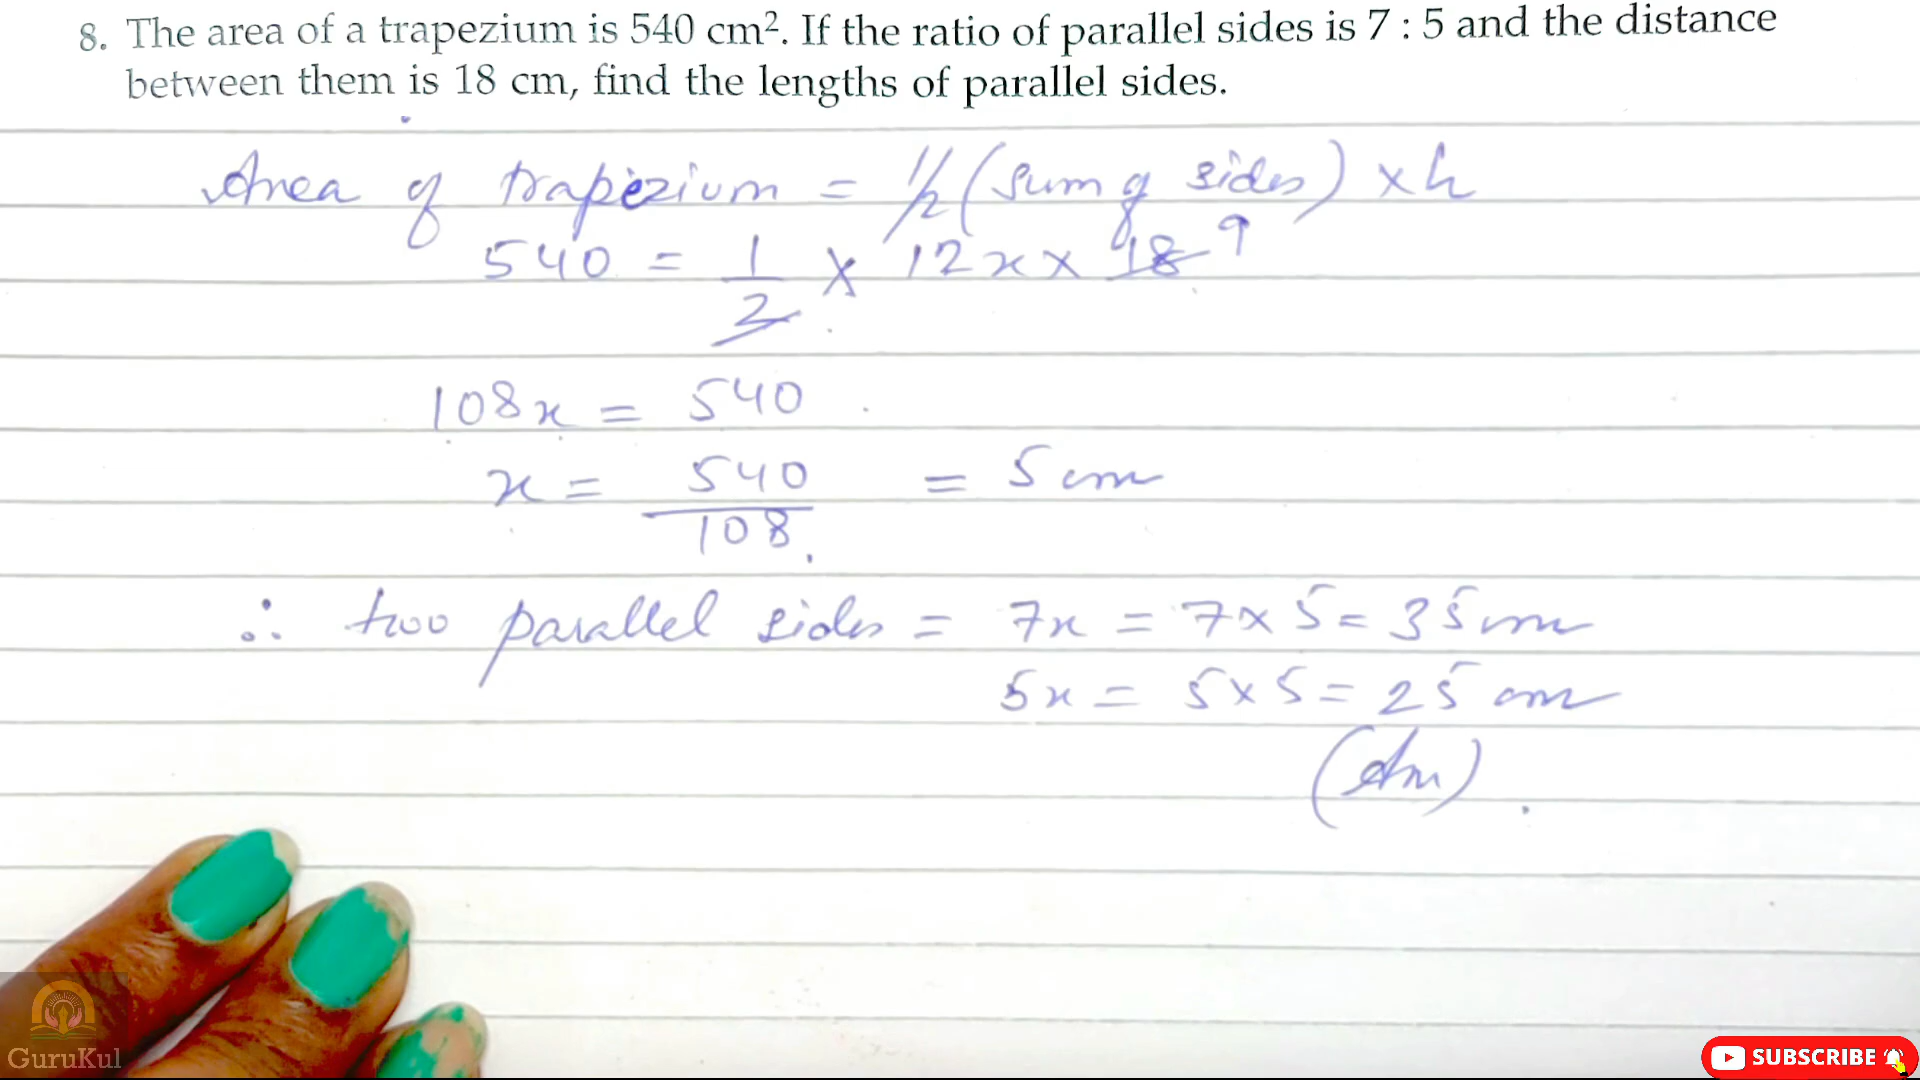 8. The area of a trapezium is 540 cm². If the ratio of parallel sides is 7 : 5 and the distance
between them is 18 cm, find the lengths of parallel sides.
Area of trapezium = 1/2 (sum of sides) × h
540 = 1/2 × 12x × 18 9
108x = 540
x = 540/108 = 5 cm
∴ two parallel sides = 7x = 7 × 5 = 35 cm
5x = 5 × 5 = 25 cm
(Ans)
GuruKul
SUBSCRIBE